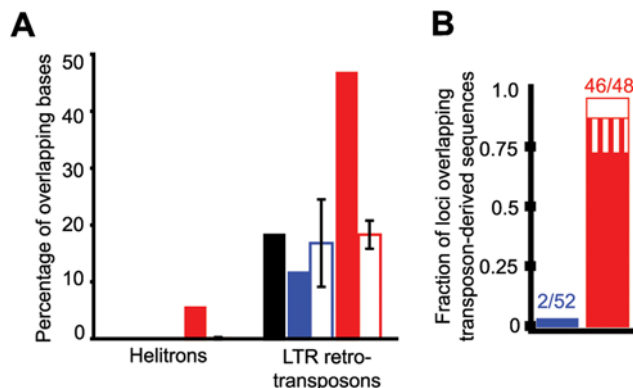 A
B
Percentage of overlapping bases
50
40
30
20
10
0
Helitrons
LTR retro-
transposons
Fraction of loci overlapping
transposon-derived sequences
1.0
0.75
0.5
0.25
0
46/48
2/52